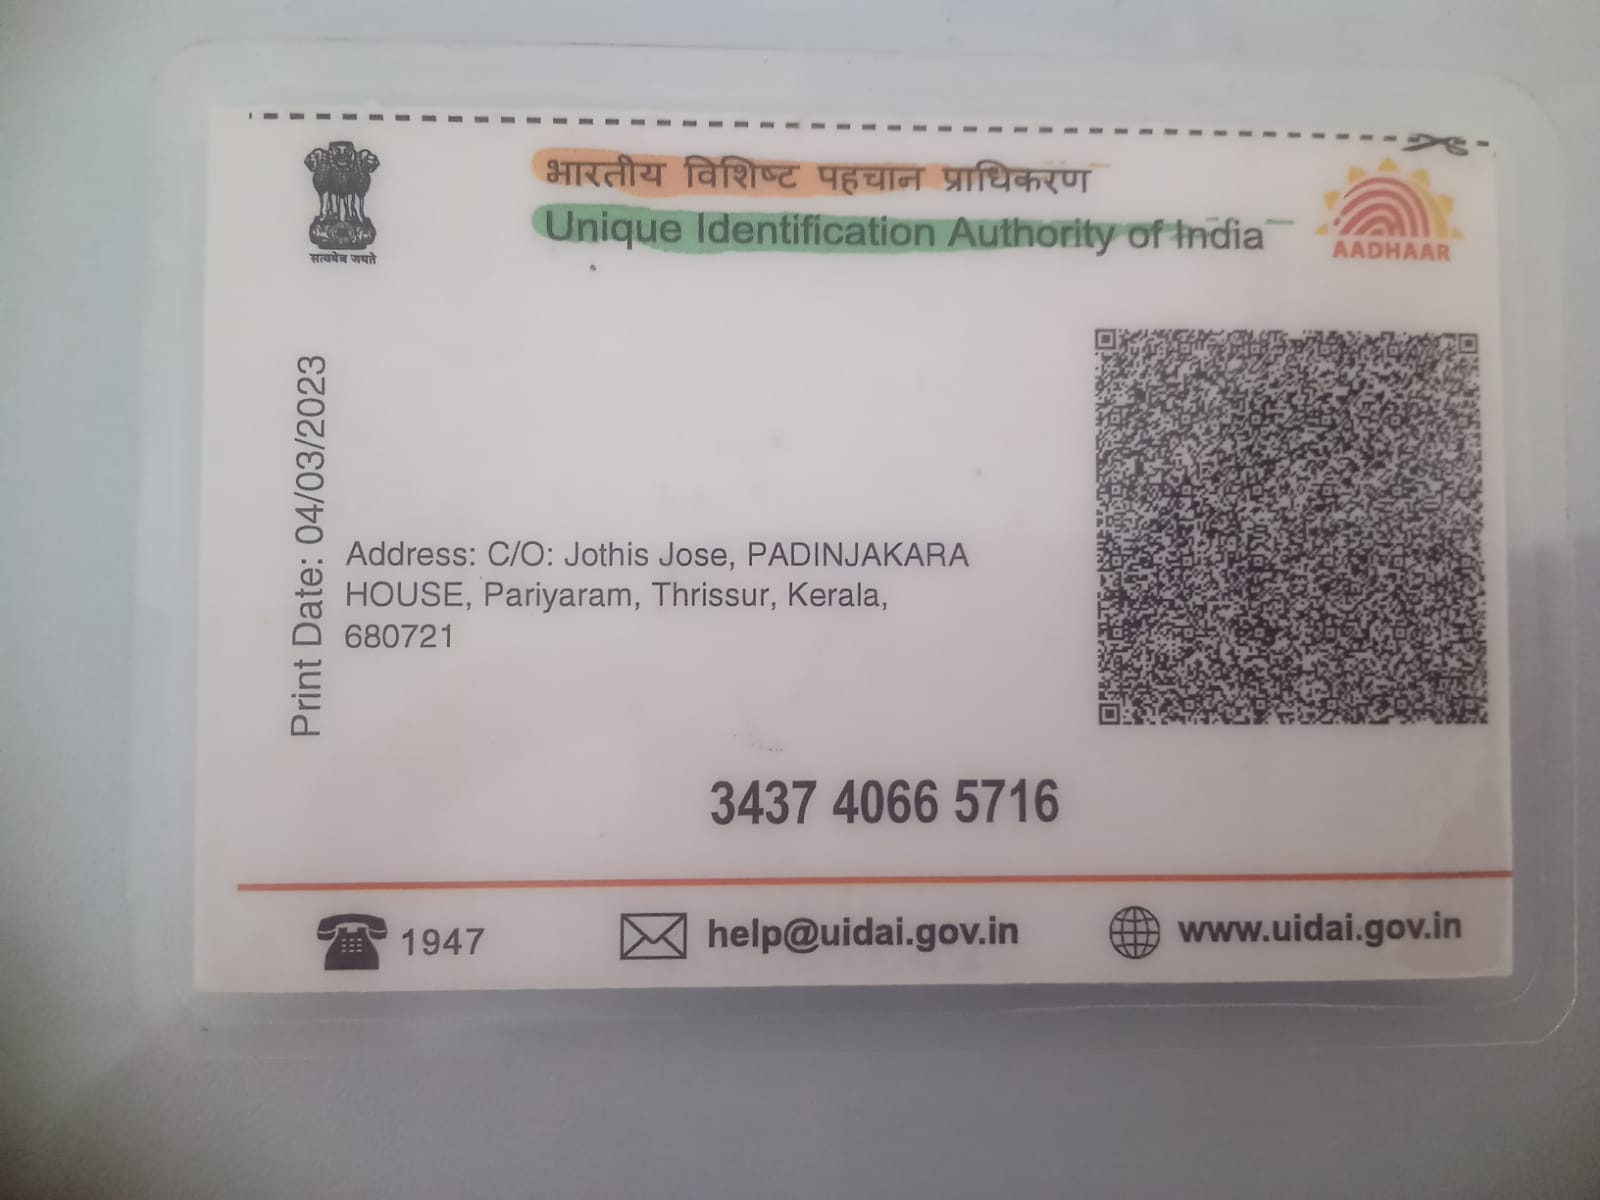 भारतीय विशिष्ट पहचान प्राधिकरण
Unique Identification Authority of India
सत्यमेव जयते
AADHAAR
Print Date: 04/03/2023
Address: C/O: Jothis Jose, PADINJAKARA
HOUSE, Pariyaram, Thrissur, Kerala,
680721
3437 4066 5716
1947
help@uidai.gov.in
www.uidai.gov.in